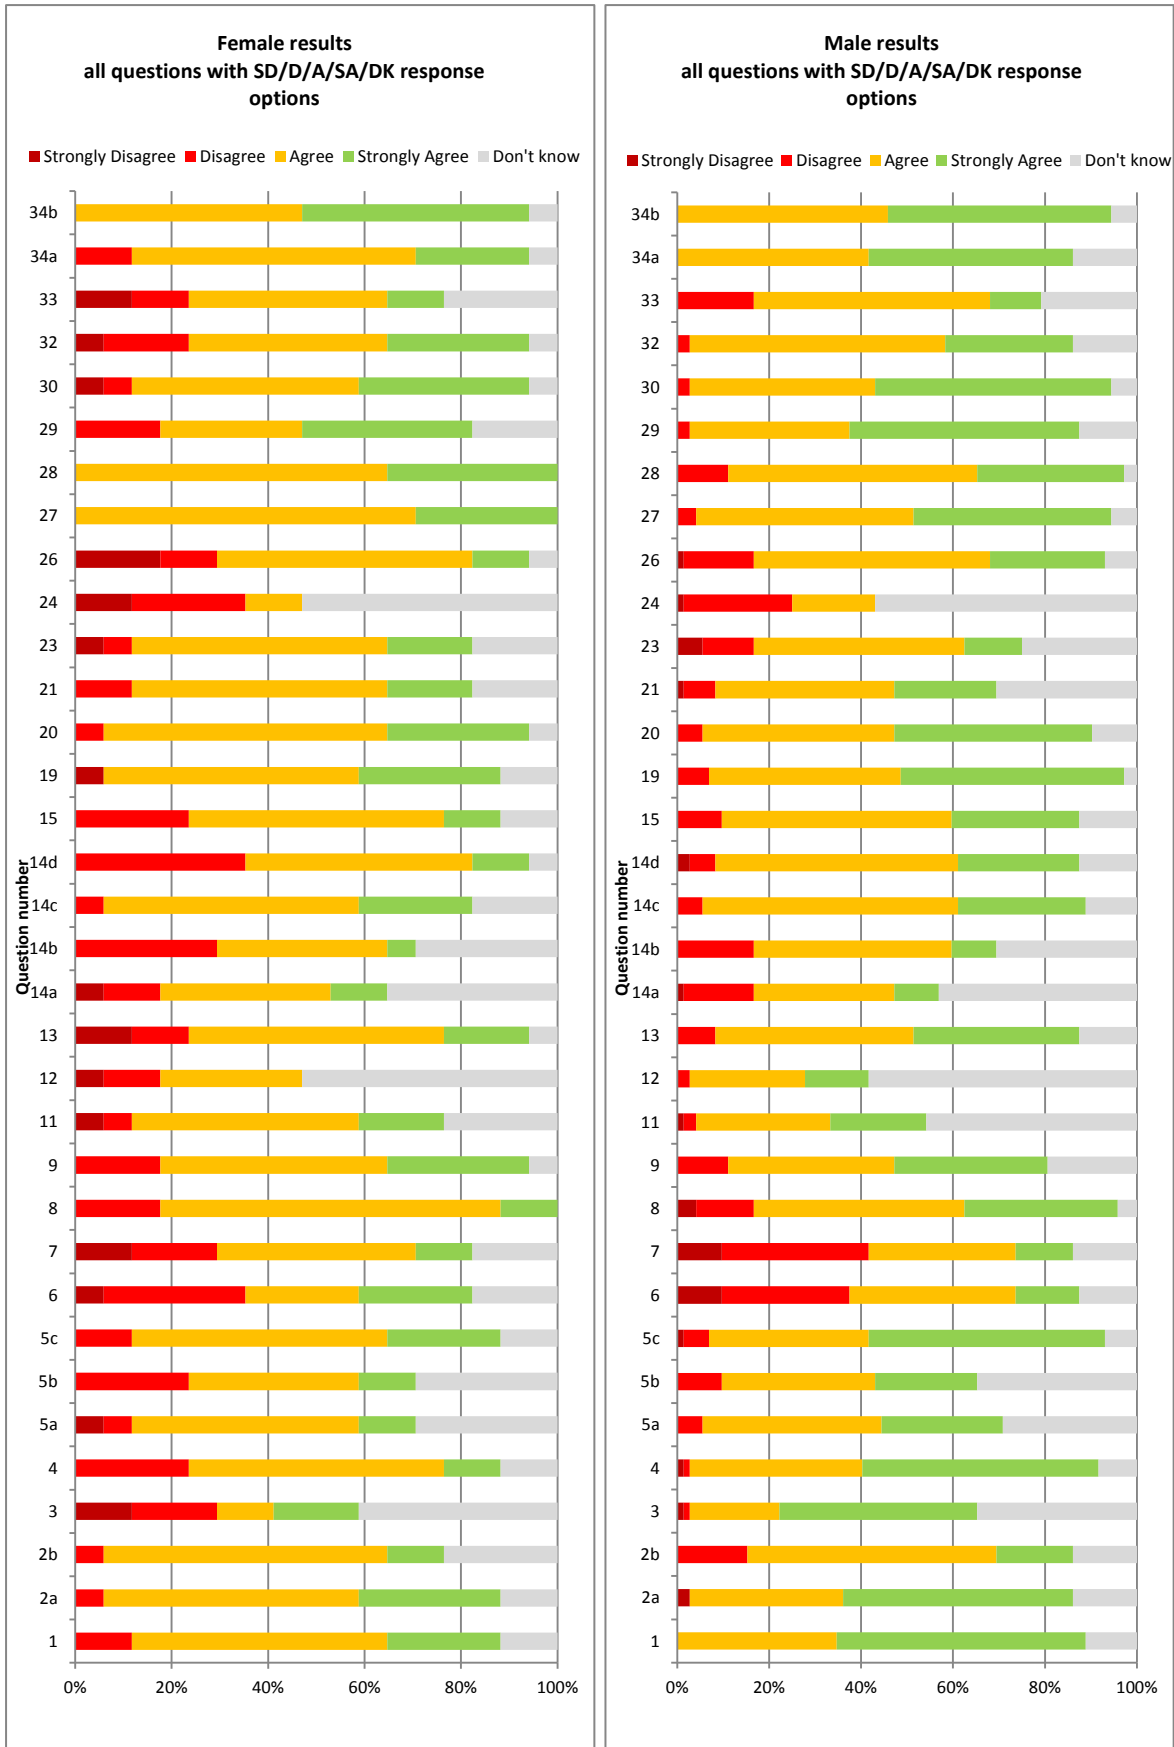 Female results
all questions with SD/D/A/SA/DK response
options
Strongly Disagree Disagree Agree Strongly Agree Don't know
34b
34a
33
32
30
29
28
27
26
24
23
21
20
19
15
14d
14c
14b
14a
13
12
11
9
8
7
6
5c
5b
5a
4
3
2b
2a
1
Question number
0% 20% 40% 60% 80% 100%
Male results
all questions with SD/D/A/SA/DK response
options
Strongly Disagree Disagree Agree Strongly Agree Don't know
34b
34a
33
32
30
29
28
27
26
24
23
21
20
19
15
14d
14c
14b
14a
13
12
11
9
8
7
6
5c
5b
5a
4
3
2b
2a
1
Question number
0% 20% 40% 60% 80% 100%